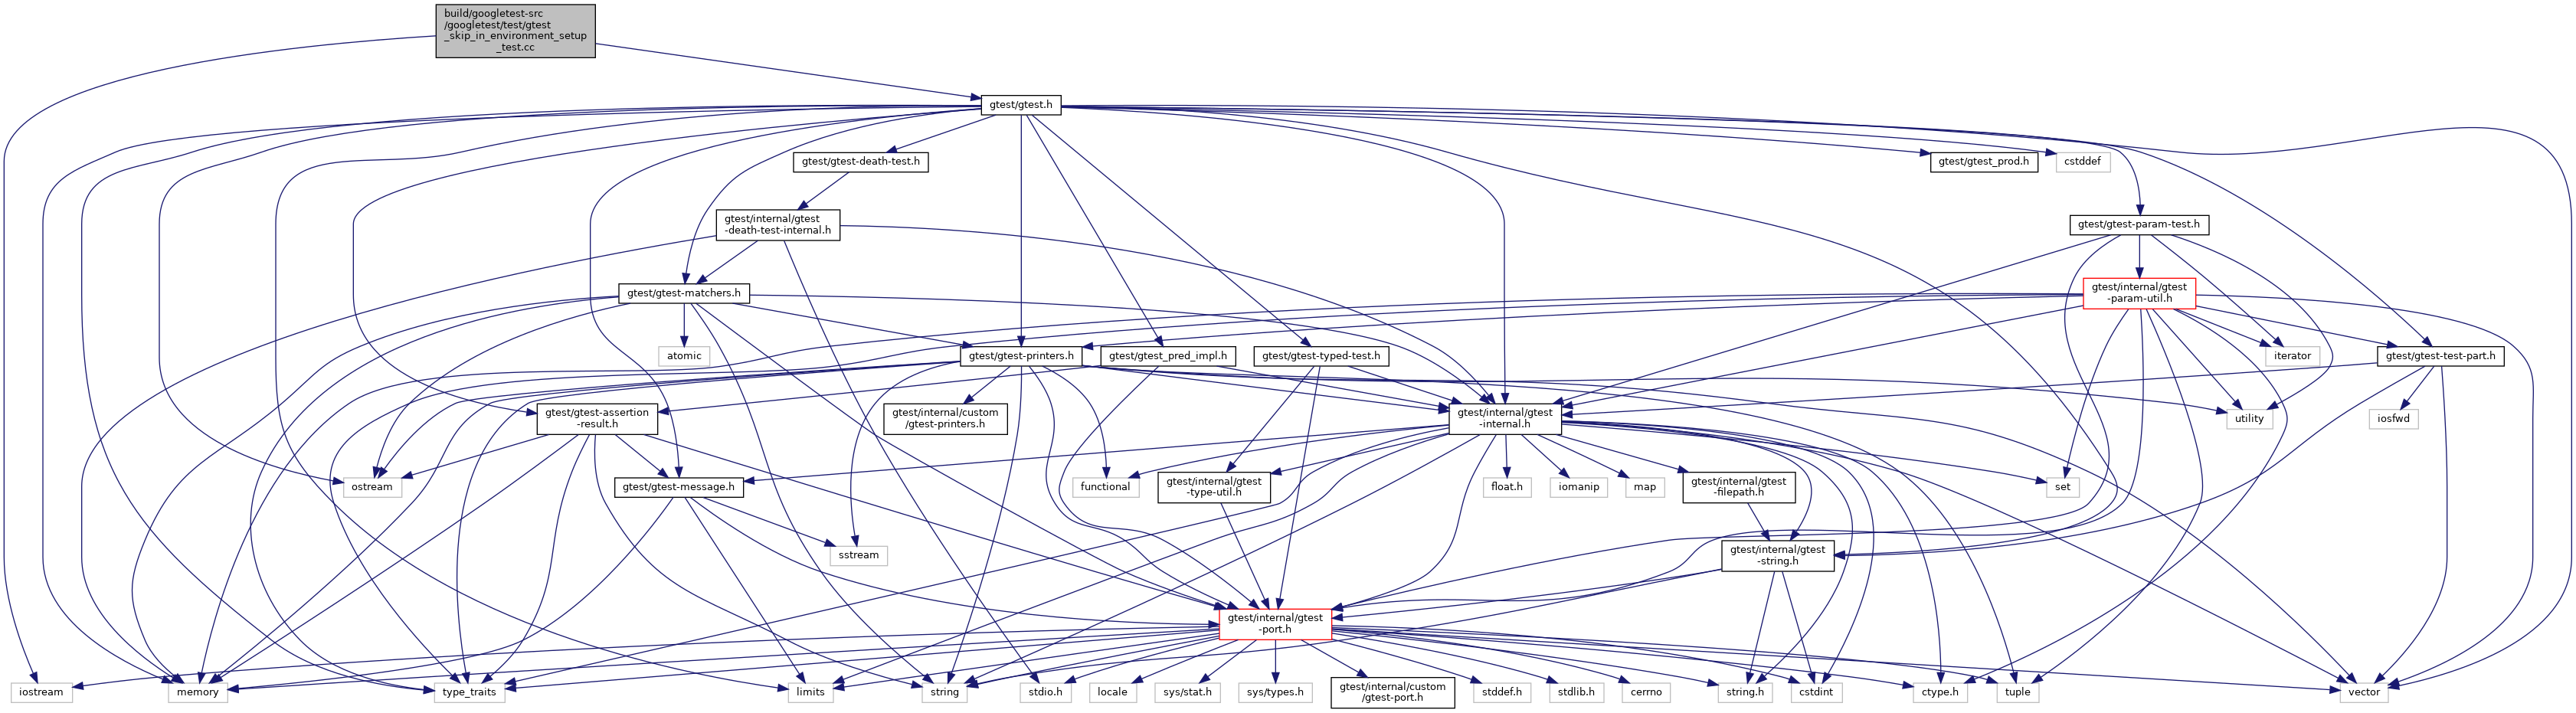 build/googletest-src
/googletest/test/gtest
_skip_in_environment_setup
_test.cc
gtest/gtest.h
gtest/gtest-death-test.h
gtest/gtest_prod.h
cstddef
gtest/internal/gtest
-death-test-internal.h
gtest/gtest-param-test.h
gtest/gtest-matchers.h
gtest/internal/gtest
-param-util.h
atomic
gtest/gtest-printers.h
gtest/gtest_pred_impl.h
gtest/gtest-typed-test.h
iterator
gtest/gtest-test-part.h
gtest/gtest-assertion
-result.h
gtest/internal/custom
/gtest-printers.h
gtest/internal/gtest
-internal.h
utility
iosfwd
ostream
gtest/gtest-message.h
functional
gtest/internal/gtest
-type-util.h
float.h
iomanip
map
gtest/internal/gtest
-filepath.h
set
sstream
gtest/internal/gtest
-string.h
gtest/internal/gtest
-port.h
iostream
memory
type_traits
limits
string
stdio.h
locale
sys/stat.h
sys/types.h
gtest/internal/custom
/gtest-port.h
stddef.h
stdlib.h
cerrno
string.h
cstdint
ctype.h
tuple
vector